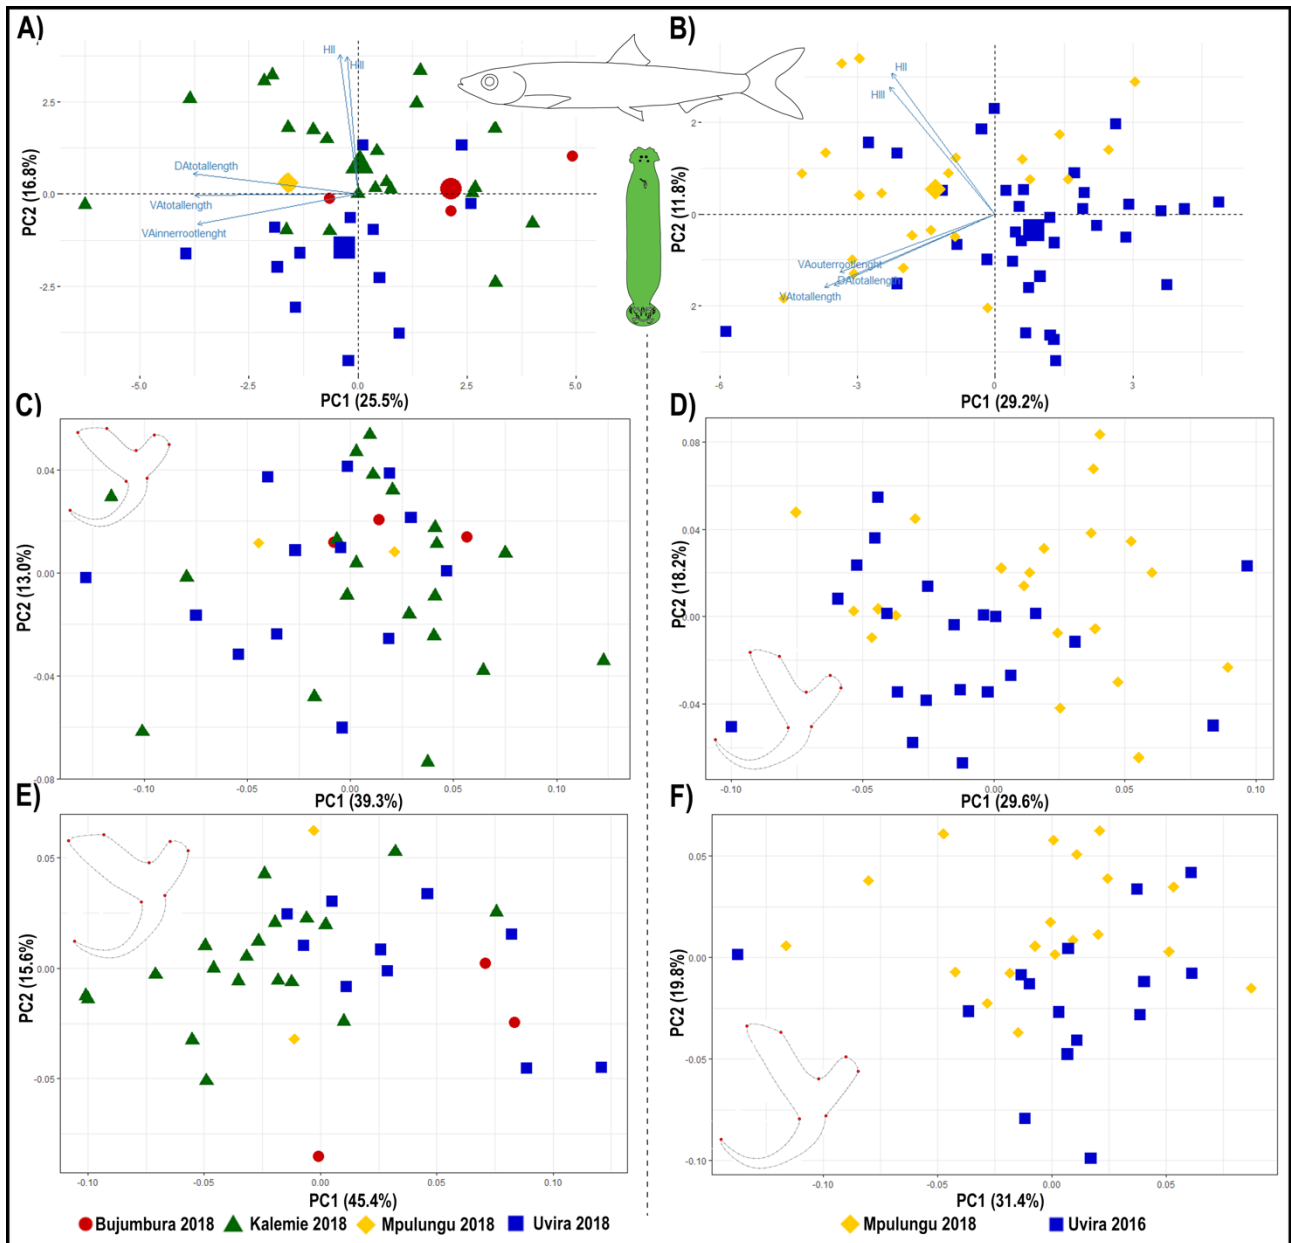 A)
HII
HIII
DAtotallength
VAtotallength
VAinnerrootlenght
2.5
0.0
-2.5
PC2 (16.8%)
-5.0 -2.5 0.0 2.5 5.0
PC1 (25.5%)
B)
HII
HIII
VAouterrootlenght
DAtotallength
VAtotallength
2
0
2
PC2 (11.8%)
-6 -3 0 3
PC1 (29.2%)
C)
0.04
0.00
-0.04
-0.08
PC2 (13.0%)
-0.10 -0.05 0.00 0.05 0.10
PC1 (39.3%)
D)
0.08
0.04
0.00
-0.04
PC2 (18.2%)
-0.10 -0.05 0.00 0.05 0.10
PC1 (29.6%)
E)
0.05
0.00
-0.05
PC2 (15.6%)
-0.10 -0.05 0.00 0.05 0.10
PC1 (45.4%)
F)
0.05
0.00
-0.05
-0.10
PC2 (19.8%)
-0.10 -0.05 0.00 0.05
PC1 (31.4%)
Bujumbura 2018 Kalemie 2018 Mpulungu 2018 Uvira 2018
Mpulungu 2018 Uvira 2016